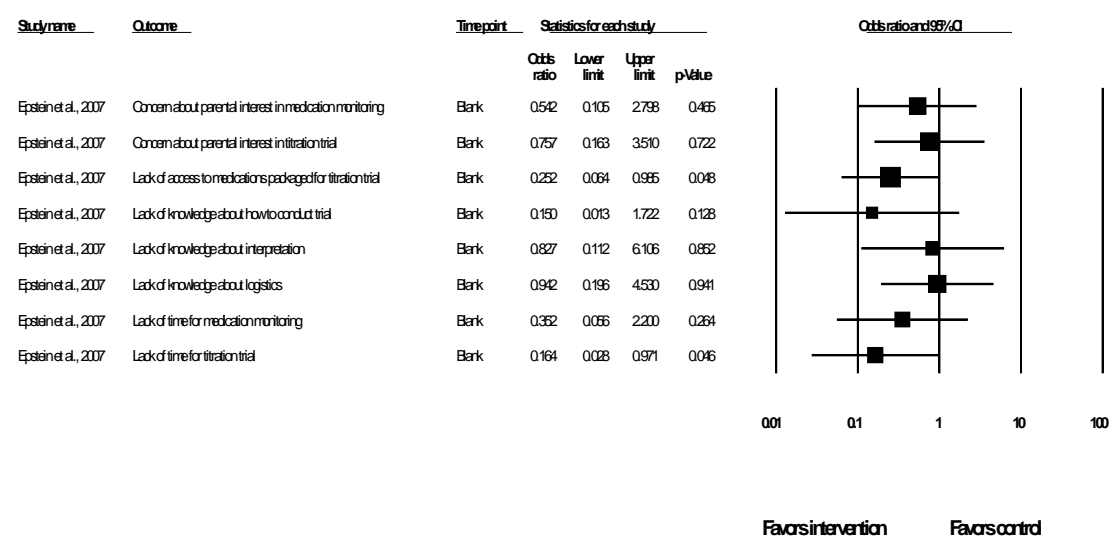 Study name Outcome Time point Statistics for each study Odds ratio and 95% CI
Odds Lower Upper
ratio limit limit p-Value
Epstein et al., 2007 Concern about parental interest in medication monitoring Blank 0.542 0.105 2.798 0.465
Epstein et al., 2007 Concern about parental interest in titration trial Blank 0.757 0.163 3.510 0.722
Epstein et al., 2007 Lack of access to medications packaged for titration trial Blank 0.252 0.064 0.985 0.048
Epstein et al., 2007 Lack of knowledge about how to conduct trial Blank 0.150 0.013 1.722 0.128
Epstein et al., 2007 Lack of knowledge about interpretation Blank 0.827 0.112 6.106 0.852
Epstein et al., 2007 Lack of knowledge about logistics Blank 0.942 0.196 4.530 0.941
Epstein et al., 2007 Lack of time for medication monitoring Blank 0.352 0.056 2.200 0.264
Epstein et al., 2007 Lack of time for titration trial Blank 0.164 0.028 0.971 0.046
0.01 0.1 1 10 100
Favors intervention Favors control